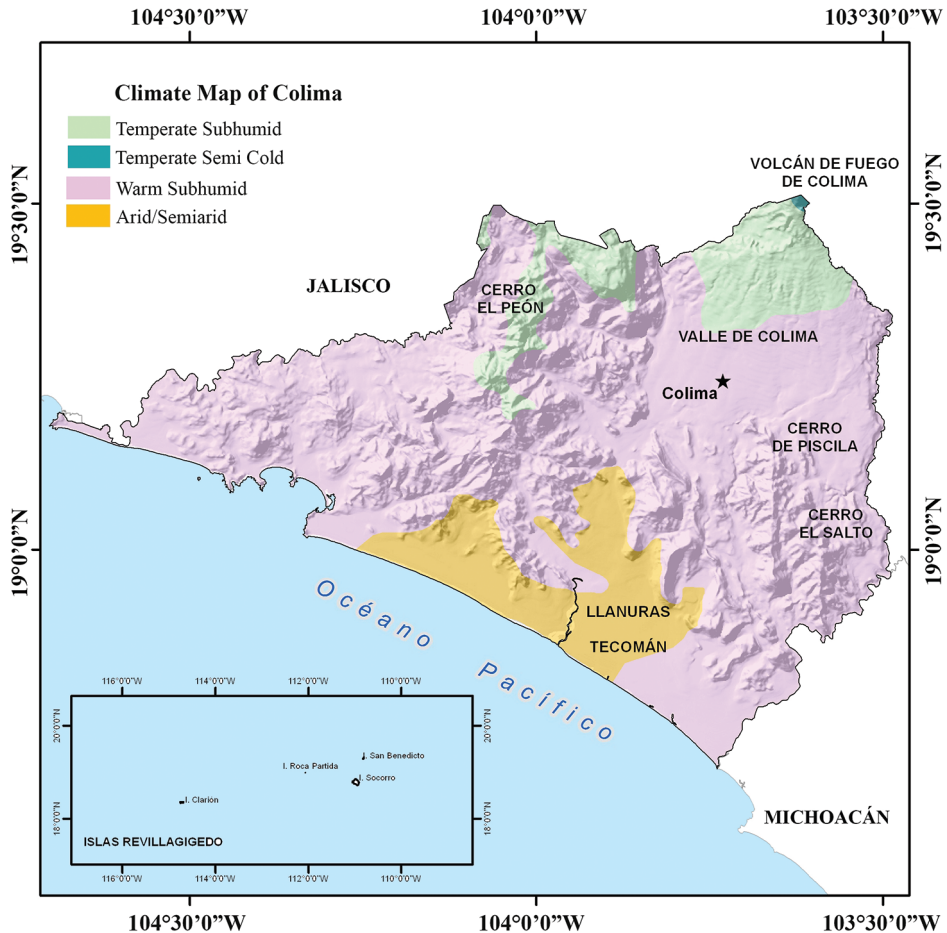 104°30'0"W
104°0'0"W
103°30'0"W
Climate Map of Colima
Temperate Subhumid
Temperate Semi Cold
Warm Subhumid
Arid/Semiarid
VOLCÁN DE FUEGO
DE COLIMA
19°30'0"N
19°30'0"N
JALISCO
CERRO
EL PEÓN
VALLE DE COLIMA
Colima
CERRO
DE PISCILA
CERRO
EL SALTO
19°0'0"N
19°0'0"N
Océano Pacífico
LLANURAS
TECOMÁN
MICHOACÁN
116°0'0"W
114°0'0"W
112°0'0"W
110°0'0"W
20°0'0"N
20°0'0"N
I. San Benedicto
I. Roca Partida
I. Socorro
I. Clarión
18°0'0"N
18°0'0"N
ISLAS REVILLAGIGEDO
116°0'0"W
114°0'0"W
112°0'0"W
110°0'0"W
104°30'0"W
104°0'0"W
103°30'0"W